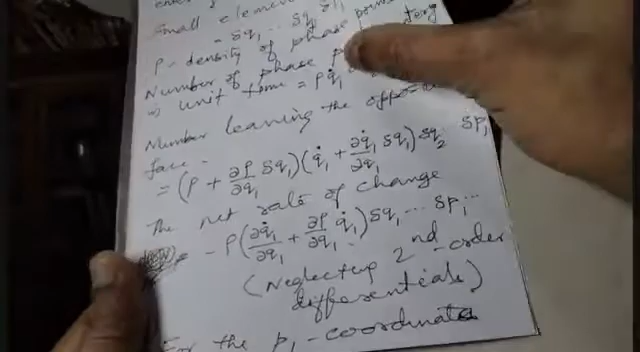 Small element
= δq₁ ... δq δp₁
ρ - density of phase points
Number of phase
⇒ unit time = ρ q̇₁
Number leaving the opposite
face -
= (ρ + ∂ρ/∂q₁ δq₁)(q̇₁ + ∂q̇₁/∂q₁ δq₁) δq₂ δp₁
The net rate of change
- ρ(∂q̇₁/∂q₁ + ∂ρ/∂q₁ q̇₁) δq₁ ... δp₁ ...
(Neglecting 2nd-order
differentials)
For the p₁-coordinate